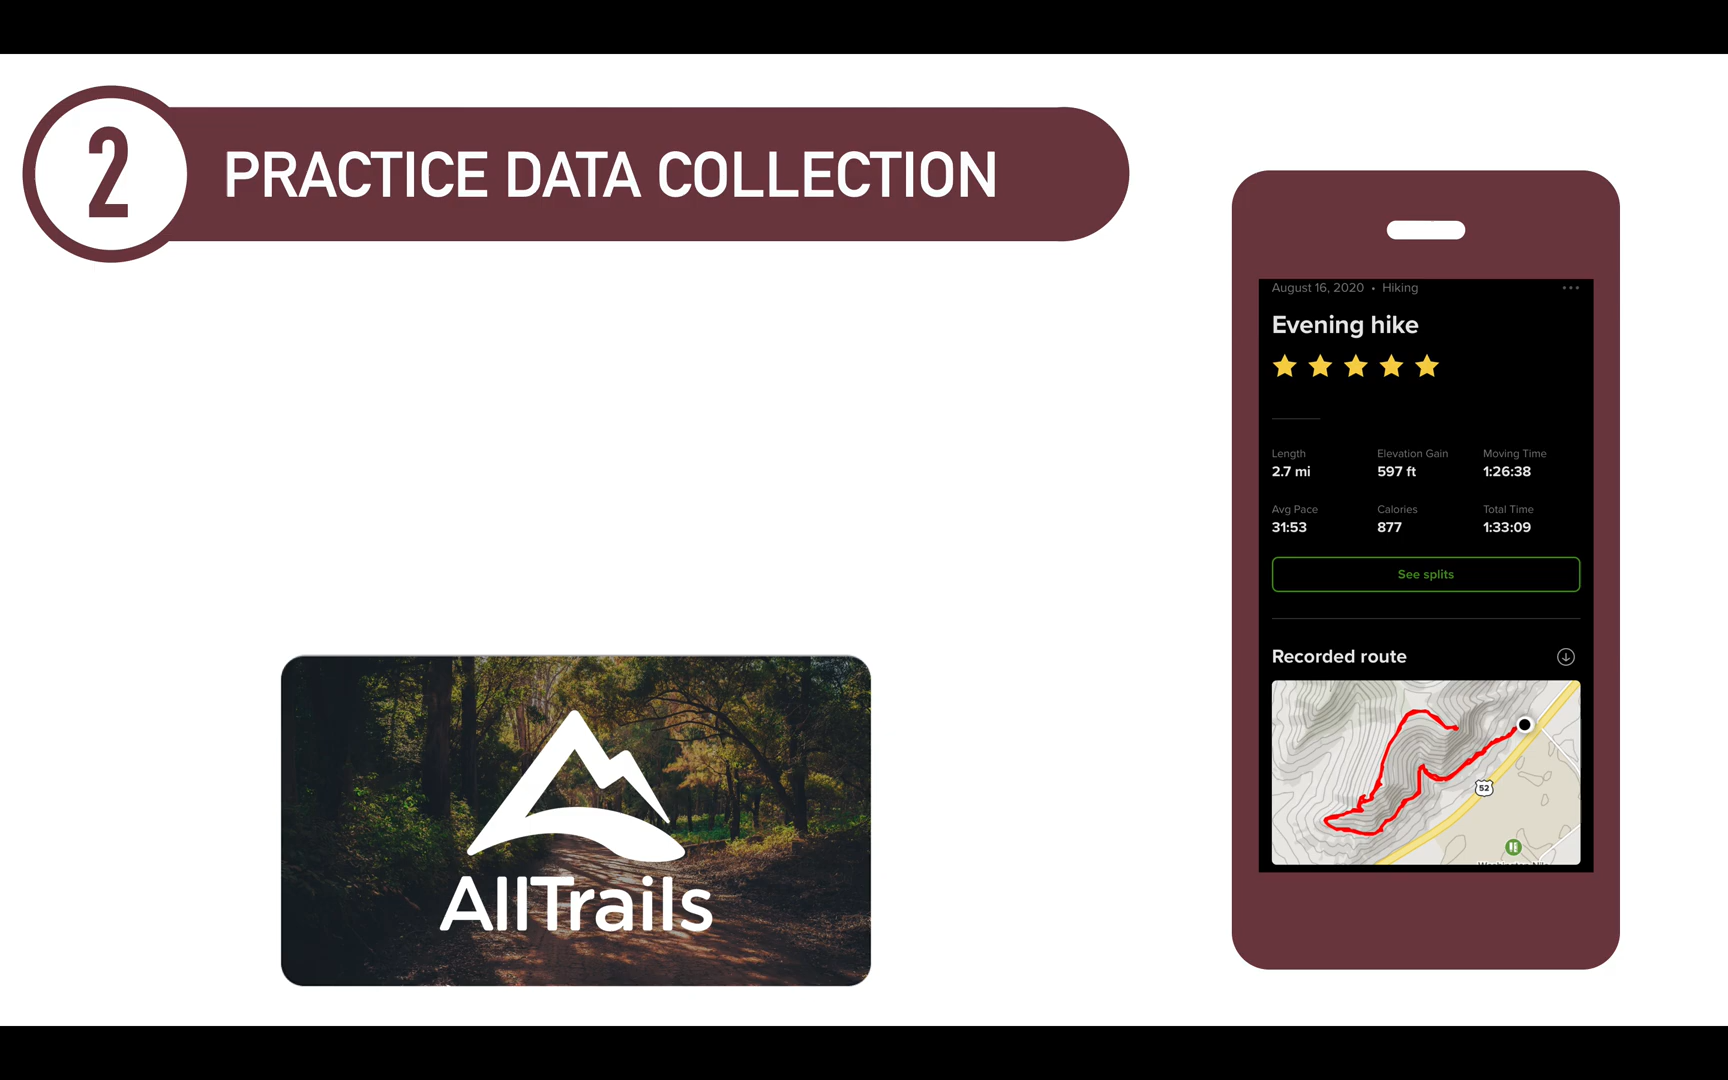 2
PRACTICE DATA COLLECTION
August 16, 2020 • Hiking
Evening hike
Length
2.7 mi
Elevation Gain
597 ft
Moving Time
1:26:38
Avg Pace
31:53
Calories
877
Total Time
1:33:09
See splits
Recorded route
52
AllTrails